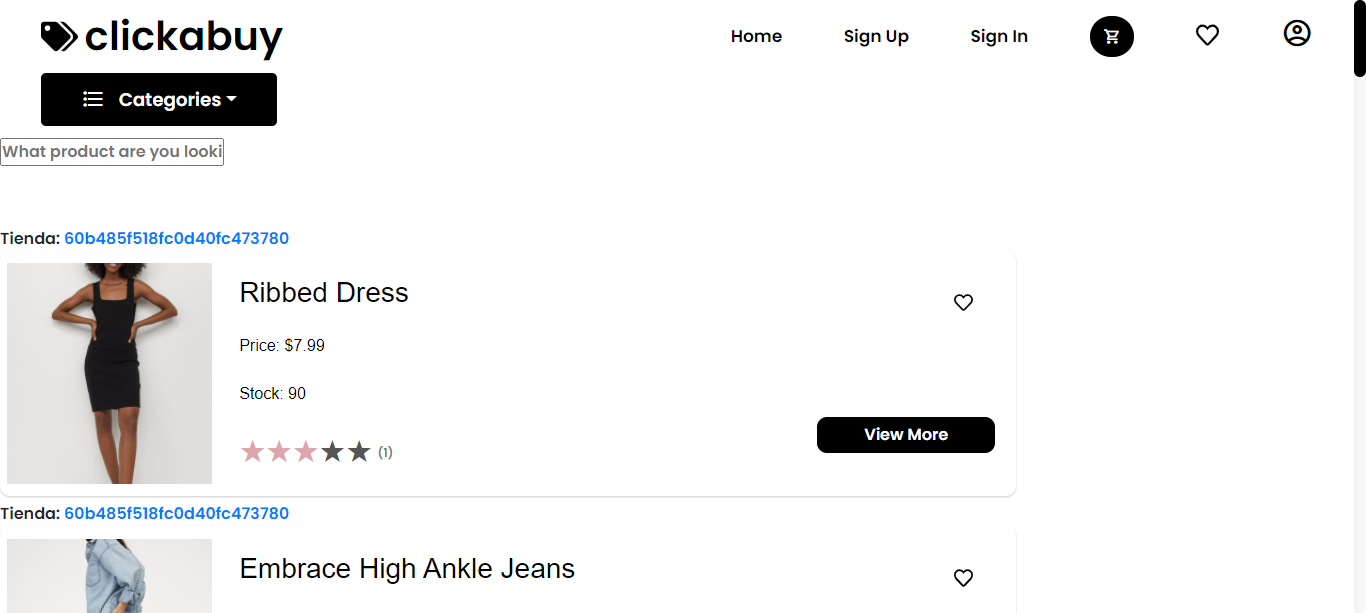 clickabuy
Home
Sign Up
Sign In
Categories
What product are you looki
Tienda: 60b485f518fc0d40fc473780
Ribbed Dress
Price: $7.99
Stock: 90
(1)
View More
Tienda: 60b485f518fc0d40fc473780
Embrace High Ankle Jeans